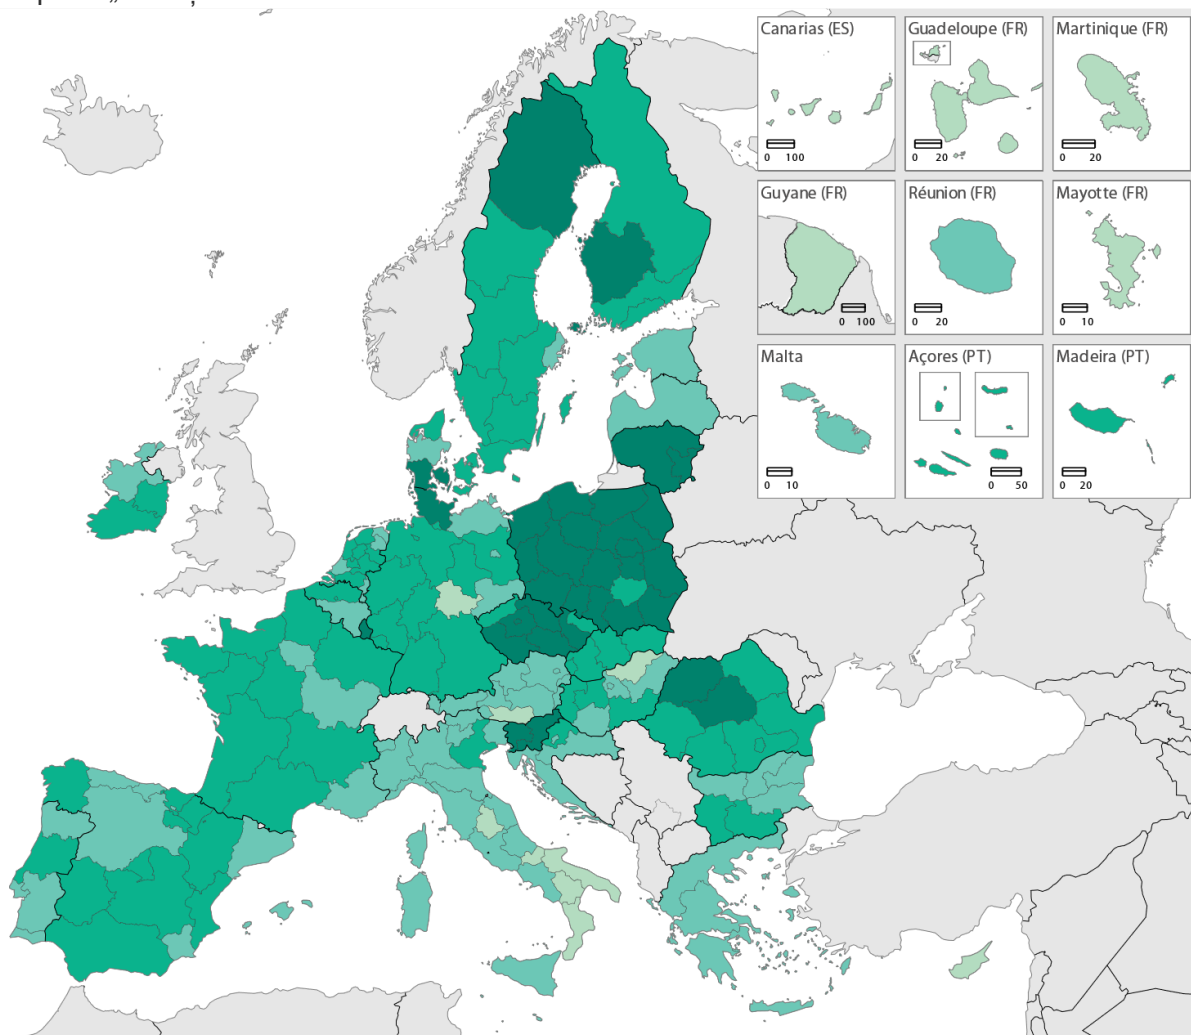 Canarias (ES)
0 100
Guadeloupe (FR)
0 20
Martinique (FR)
0 20
Guyane (FR)
0 100
Réunion (FR)
0 20
Mayotte (FR)
0 10
Malta
0 10
Açores (PT)
0 50
Madeira (PT)
0 20